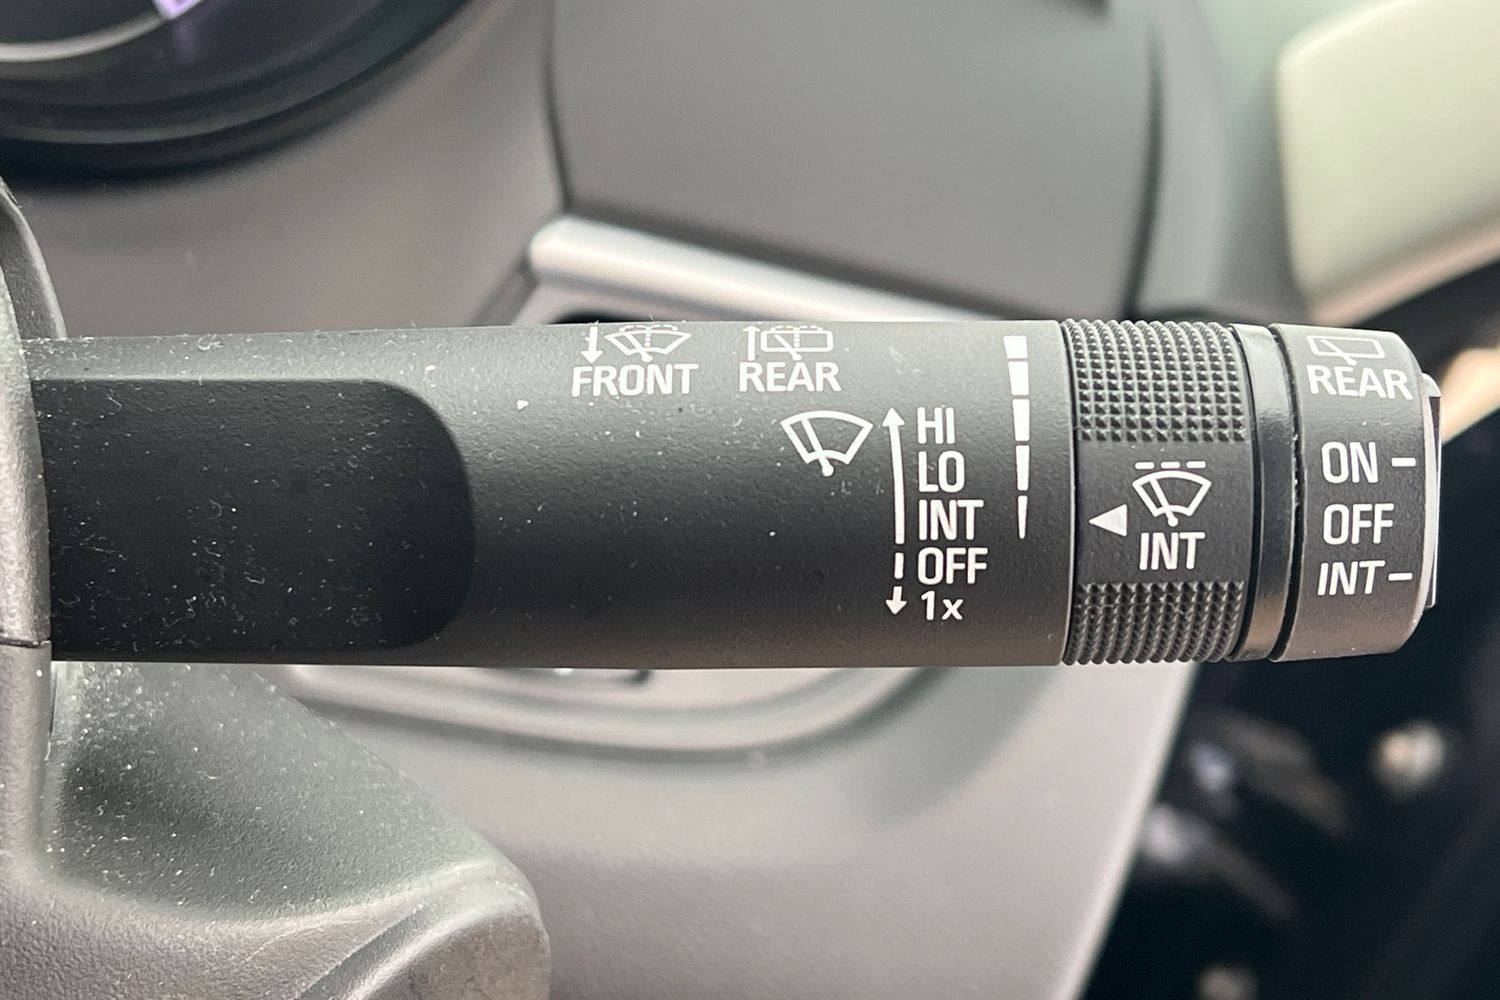 FRONT
REAR
HI
LO
INT
OFF
1x
INT
REAR
ON
OFF
INT